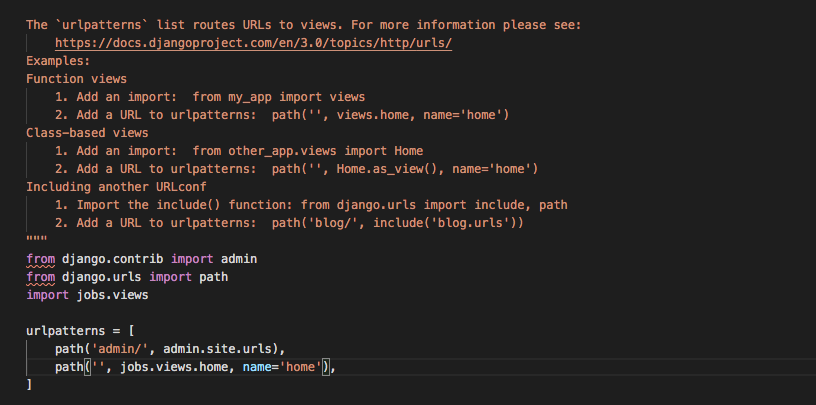 The `urlpatterns` list routes URLs to views. For more information please see:
    https://docs.djangoproject.com/en/3.0/topics/http/urls/
Examples:
Function views
    1. Add an import:  from my_app import views
    2. Add a URL to urlpatterns:  path('', views.home, name='home')
Class-based views
    1. Add an import:  from other_app.views import Home
    2. Add a URL to urlpatterns:  path('', Home.as_view(), name='home')
Including another URLconf
    1. Import the include() function: from django.urls import include, path
    2. Add a URL to urlpatterns:  path('blog/', include('blog.urls'))
"""
from django.contrib import admin
from django.urls import path
import jobs.views

urlpatterns = [
    path('admin/', admin.site.urls),
    path('', jobs.views.home, name='home'),
]